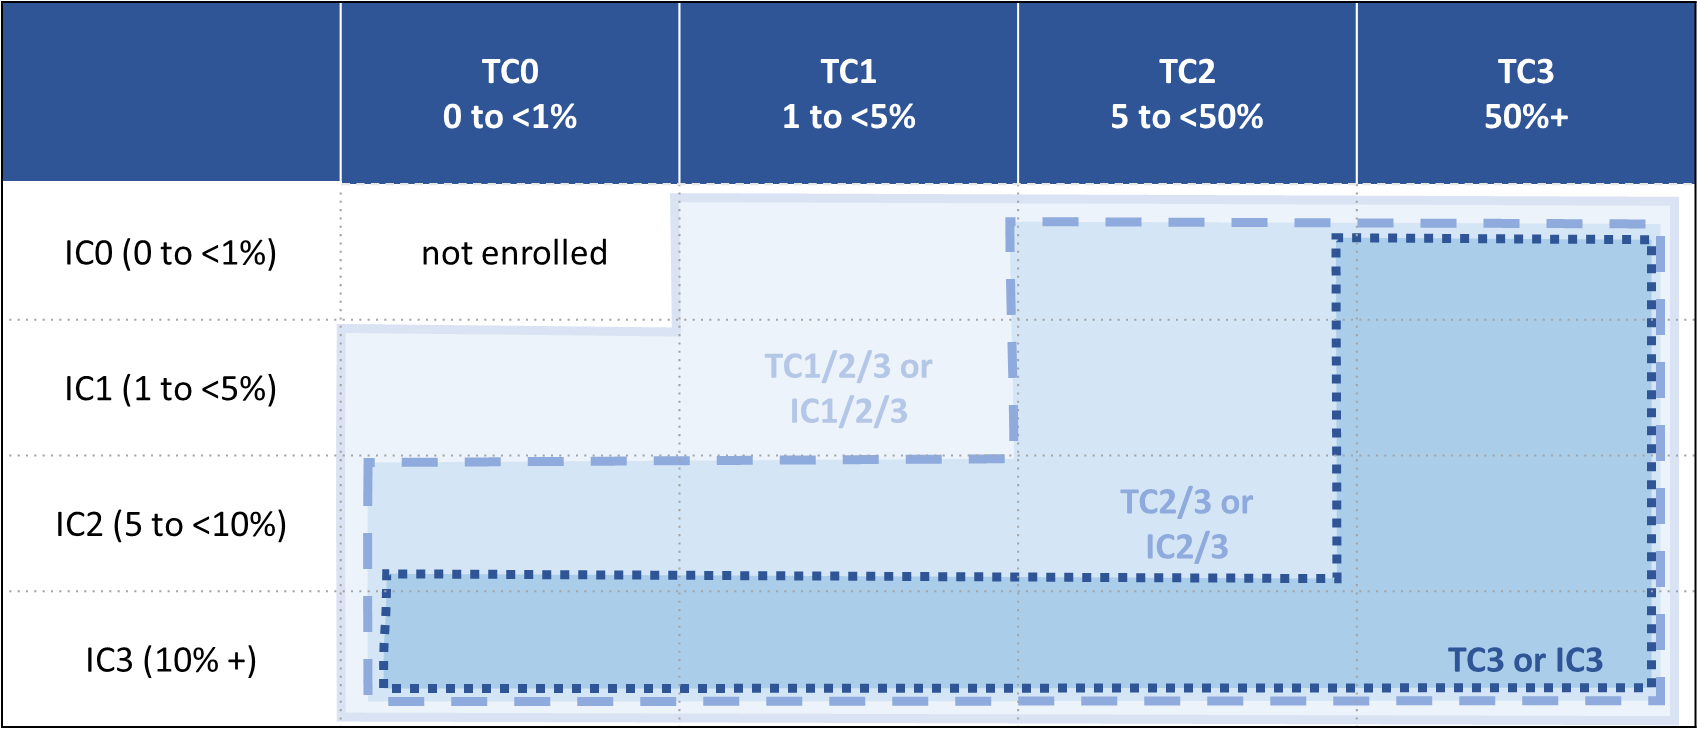 TC0
0 to <1%
TC1
1 to <5%
TC2
5 to <50%
TC3
50%+
IC0 (0 to <1%)
not enrolled
IC1 (1 to <5%)
TC1/2/3 or
IC1/2/3
IC2 (5 to <10%)
TC2/3 or
IC2/3
IC3 (10% +)
TC3 or IC3